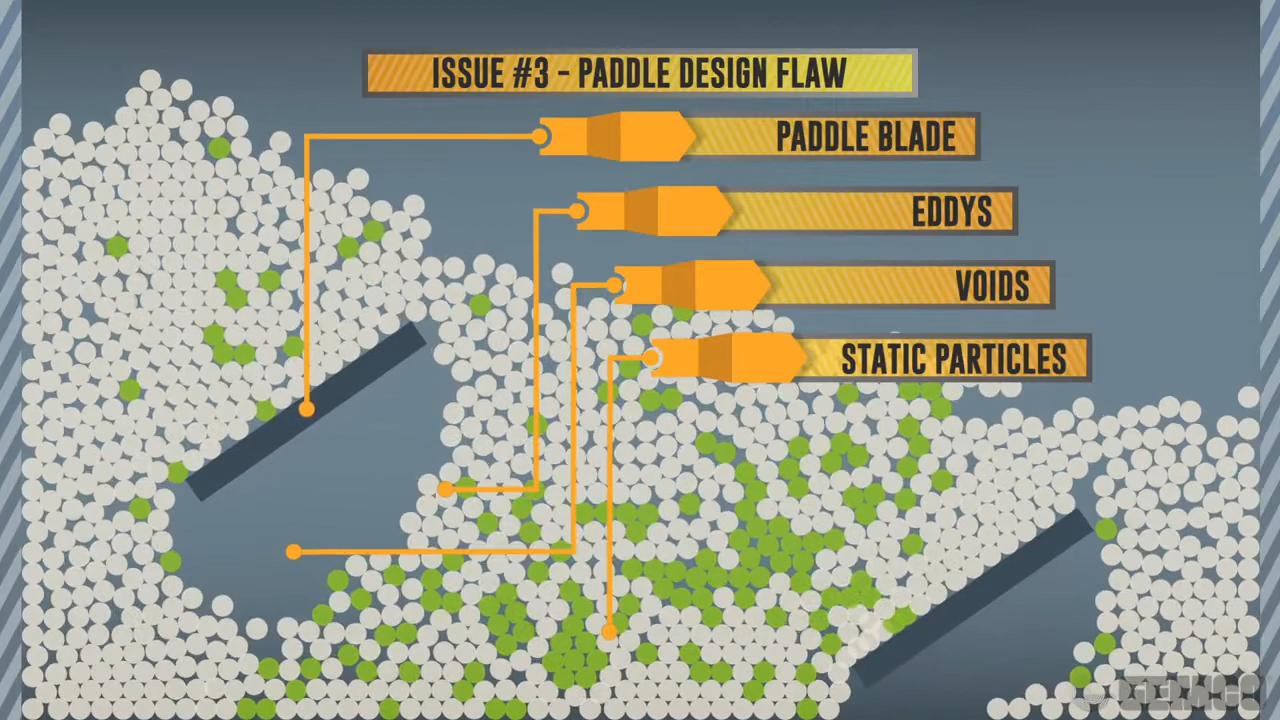 ISSUE #3 - PADDLE DESIGN FLAW
PADDLE BLADE
EDDYS
VOIDS
STATIC PARTICLES